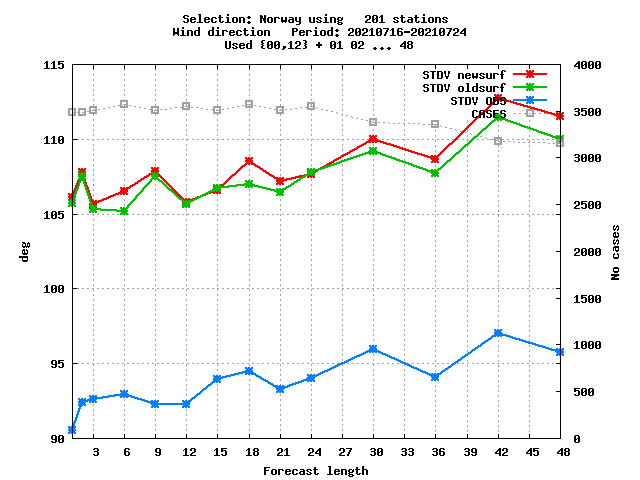 Selection: Norway using   201 stations
Wind direction   Period: 20210716-20210724
Used {00,12} + 01 02 ... 48
115
110
105
100
95
90
4000
3500
3000
2500
2000
1500
1000
500
0
STDV newsurf
STDV oldsurf
STDV OBS
CASES
deg
No cases
3 6 9 12 15 18 21 24 27 30 33 36 39 42 45 48
Forecast length